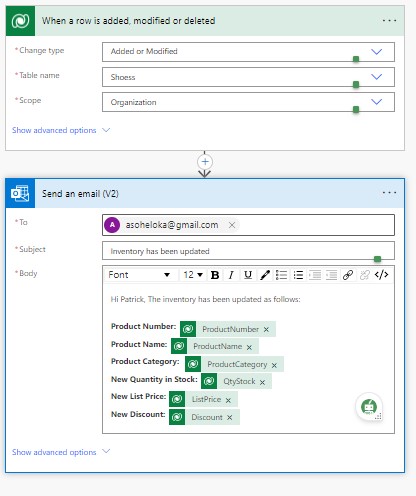 When a row is added, modified or deleted
* Change type Added or Modified
* Table name Shoess
* Scope Organization
Show advanced options
Send an email (V2)
* To A asoheloka@gmail.com ×
* Subject Inventory has been updated
* Body Font 12 B I U </>
Hi Patrick, The inventory has been updated as follows:
Product Number: ProductNumber ×
Product Name: ProductName ×
Product Category: ProductCategory ×
New Quantity in Stock: QtyStock ×
New List Price: ListPrice ×
New Discount: Discount ×
Show advanced options